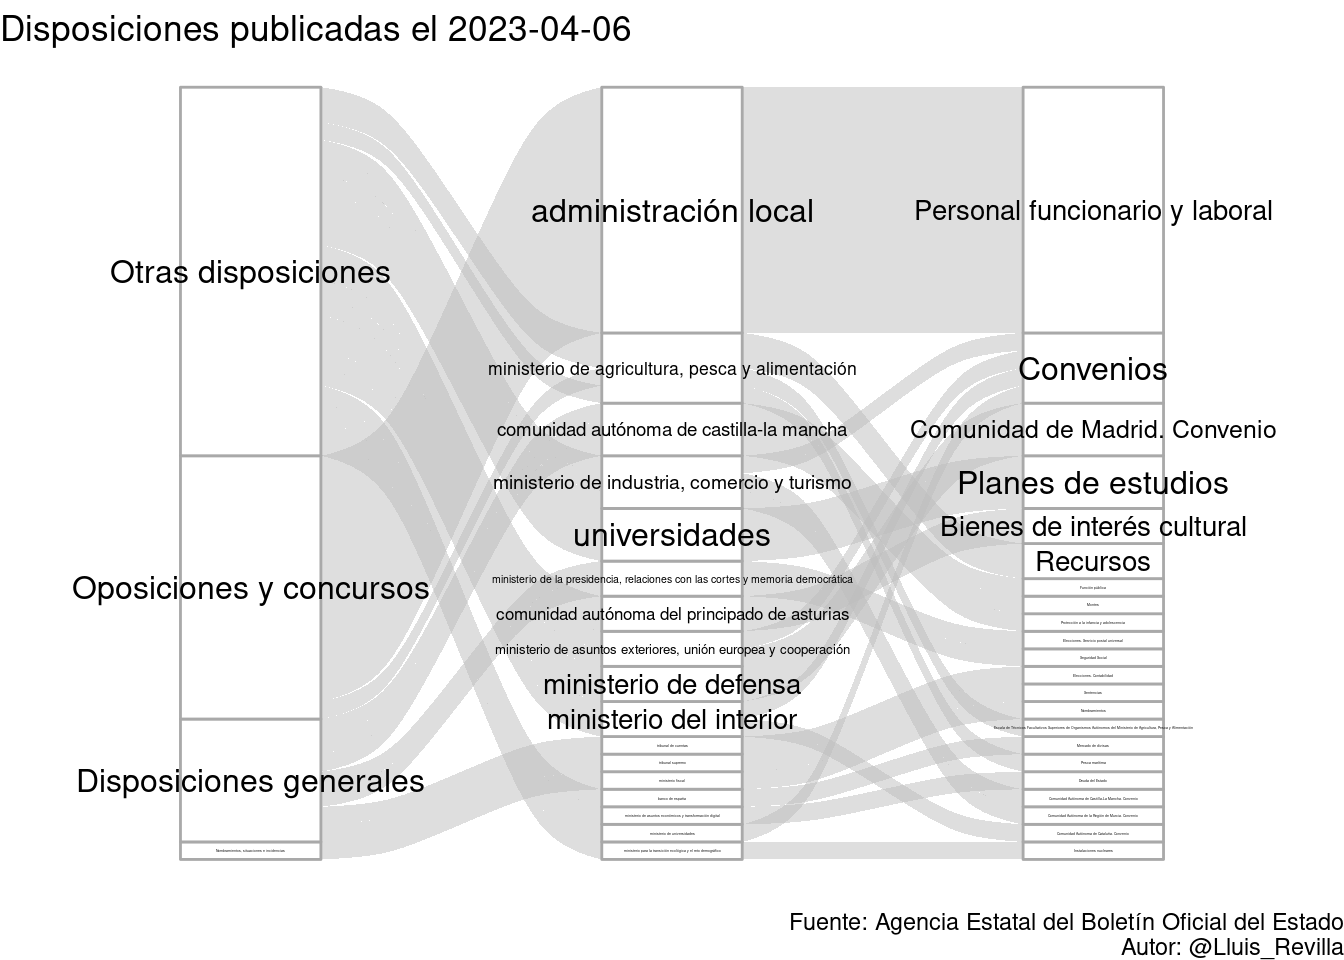 Disposiciones publicadas el 2023-04-06
Otras disposiciones
Oposiciones y concursos
Disposiciones generales
Nombramientos, situaciones e incidencias
administración local
ministerio de agricultura, pesca y alimentación
comunidad autónoma de castilla-la mancha
ministerio de industria, comercio y turismo
universidades
ministerio de la presidencia, relaciones con las cortes y memoria democrática
comunidad autónoma del principado de asturias
ministerio de asuntos exteriores, unión europea y cooperación
ministerio de defensa
ministerio del interior
tribunal de cuentas
tribunal supremo
ministerio fiscal
banco de españa
ministerio de asuntos económicos y transformación digital
ministerio de universidades
ministerio para la transición ecológica y el reto demográfico
Personal funcionario y laboral
Convenios
Comunidad de Madrid. Convenio
Planes de estudios
Bienes de interés cultural
Recursos
Función pública
Montes
Protección a la infancia y adolescencia
Elecciones. Servicio postal universal
Seguridad Social
Elecciones. Contabilidad
Sentencias
Nombramientos
Escala de Técnicos Facultativos Superiores de Organismos Autónomos del Ministerio de Agricultura, Pesca y Alimentación
Mercado de divisas
Pesca marítima
Deuda del Estado
Comunidad Autónoma de Castilla-La Mancha. Convenio
Comunidad Autónoma de la Región de Murcia. Convenio
Comunidad Autónoma de Cataluña. Convenio
Instalaciones nucleares
Fuente: Agencia Estatal del Boletín Oficial del Estado
Autor: @Lluis_Revilla